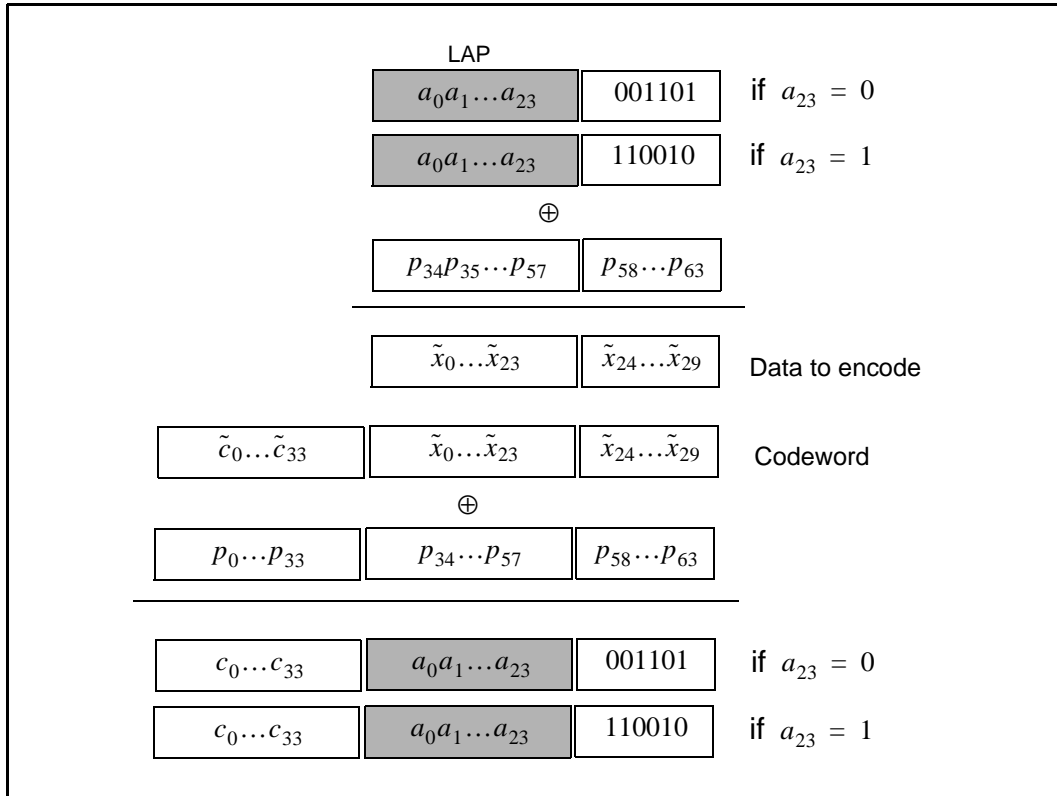 LAP
a₀a₁…a₂₃ 001101 if a₂₃ = 0
a₀a₁…a₂₃ 110010 if a₂₃ = 1
⊕
p₃₄p₃₅…p₅₇ p₅₈…p₆₃
x̃₀…x̃₂₃ x̃₂₄…x̃₂₉ Data to encode
c̃₀…c̃₃₃ x̃₀…x̃₂₃ x̃₂₄…x̃₂₉ Codeword
⊕
p₀…p₃₃ p₃₄…p₅₇ p₅₈…p₆₃
c₀…c₃₃ a₀a₁…a₂₃ 001101 if a₂₃ = 0
c₀…c₃₃ a₀a₁…a₂₃ 110010 if a₂₃ = 1